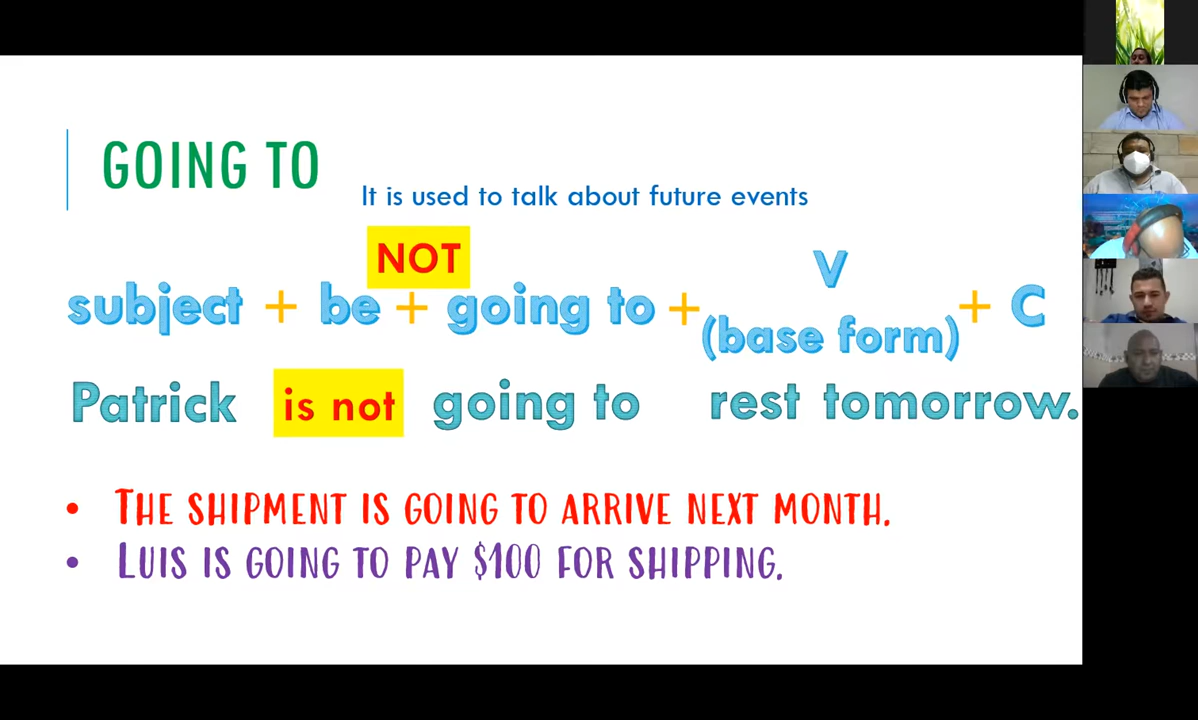 GOING TO
It is used to talk about future events
NOT
V
subject + be + going to + (base form) + C
Patrick is not going to rest tomorrow.
• THE SHIPMENT IS GOING TO ARRIVE NEXT MONTH.
• LUIS IS GOING TO PAY $100 FOR SHIPPING.